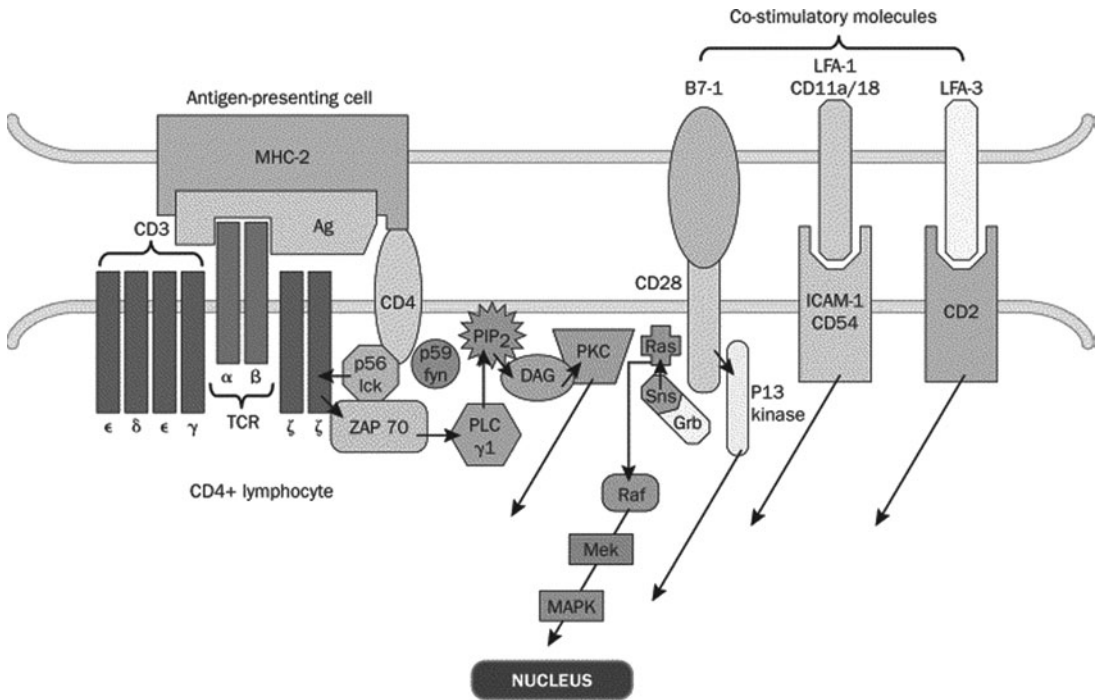 Co-stimulatory molecules
B7-1
LFA-1
CD11a/18
LFA-3
Antigen-presenting cell
MHC-2
Ag
CD3
CD4
CD28
ICAM-1
CD54
CD2
p56
lck
p59
fyn
PIP2
DAG
PKC
Ras
Sns
Grb
P13
kinase
α
β
TCR
ϵ
δ
ϵ
γ
ζ
ζ
ZAP 70
PLC
γ1
CD4+ lymphocyte
Raf
Mek
MAPK
NUCLEUS